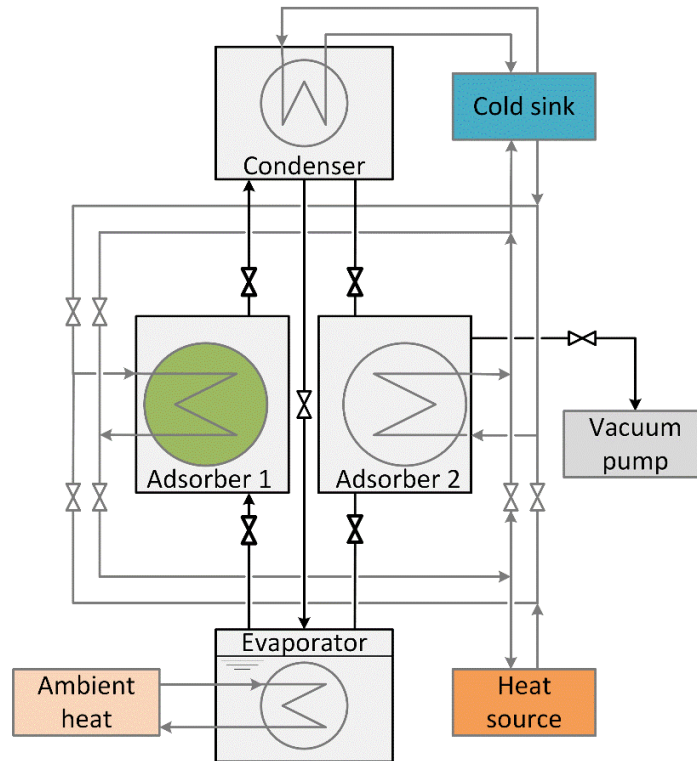 Cold sink
Condenser
Adsorber 1
Adsorber 2
Vacuum
pump
Evaporator
Ambient
heat
Heat
source